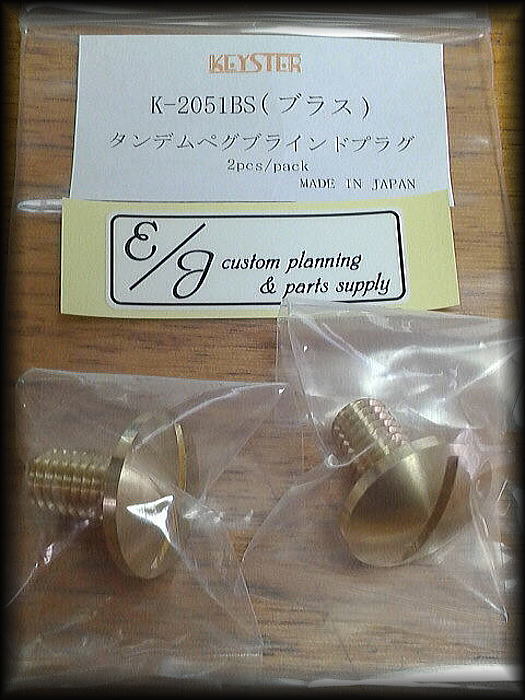 KEYSTER
K-2051BS(ブラス)
タンデムペグブラインドプラグ
2pcs/pack
MADE IN JAPAN
E/J custom planning
& parts supply